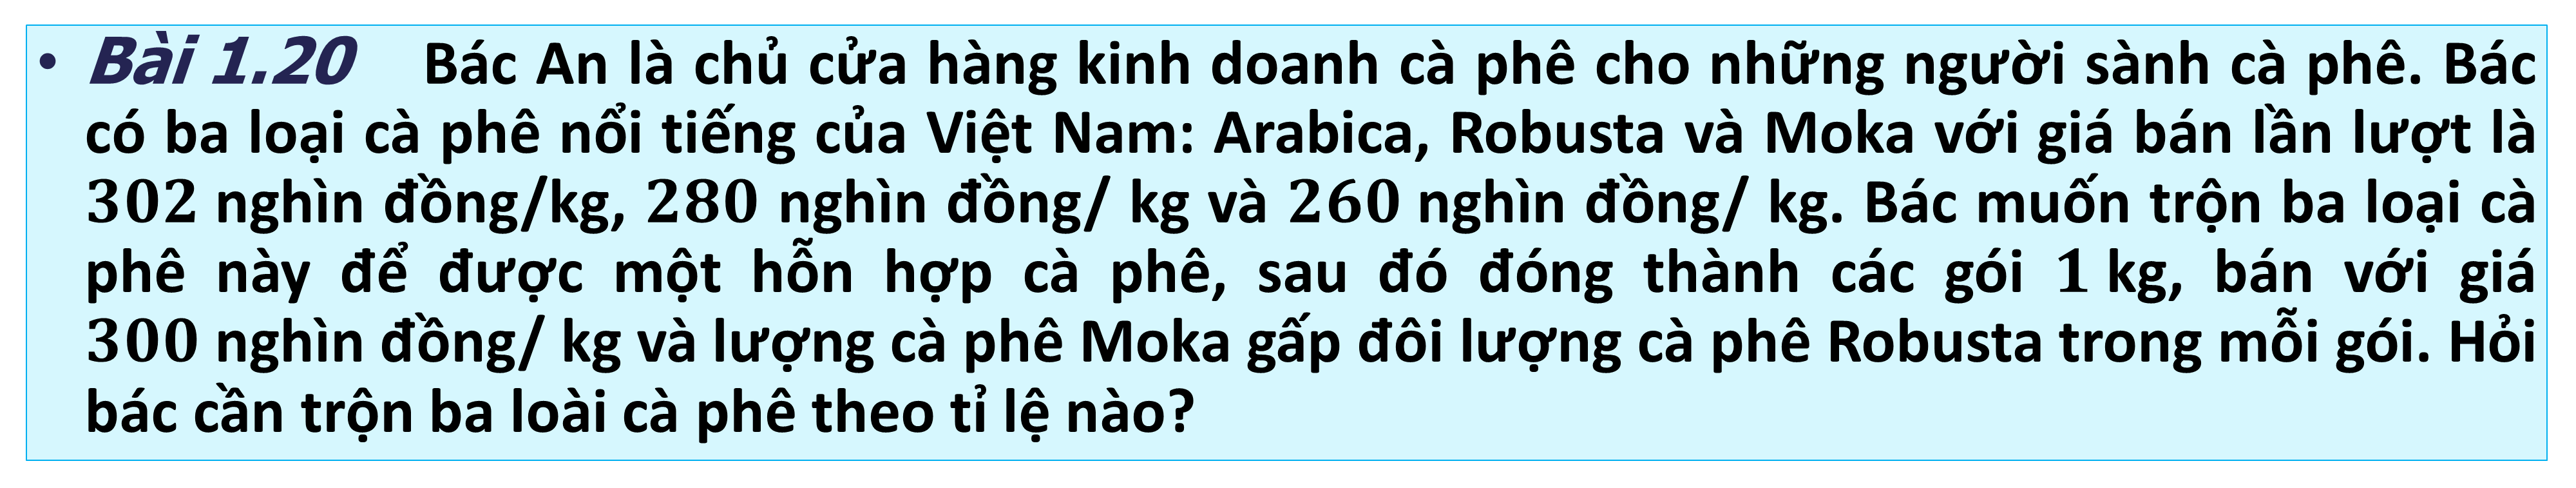 • Bài 1.20 Bác An là chủ cửa hàng kinh doanh cà phê cho những người sành cà phê. Bác
có ba loại cà phê nổi tiếng của Việt Nam: Arabica, Robusta và Moka với giá bán lần lượt là
302 nghìn đồng/kg, 280 nghìn đồng/ kg và 260 nghìn đồng/ kg. Bác muốn trộn ba loại cà
phê này để được một hỗn hợp cà phê, sau đó đóng thành các gói 1 kg, bán với giá
300 nghìn đồng/ kg và lượng cà phê Moka gấp đôi lượng cà phê Robusta trong mỗi gói. Hỏi
bác cần trộn ba loài cà phê theo tỉ lệ nào?